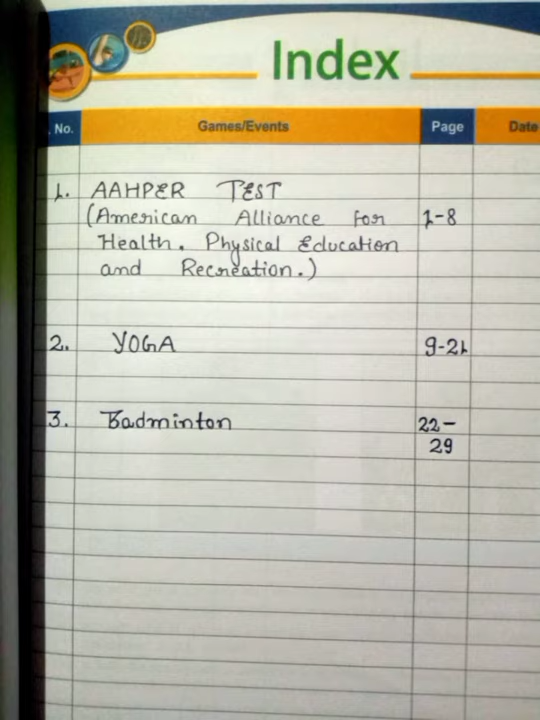 Index
. No. Games/Events Page Date
1. AAHPER TEST
(American Alliance for 1-8
Health. Physical Education
and Recreation.)
2. YOGA 9-21
3. Badminton 22-
29